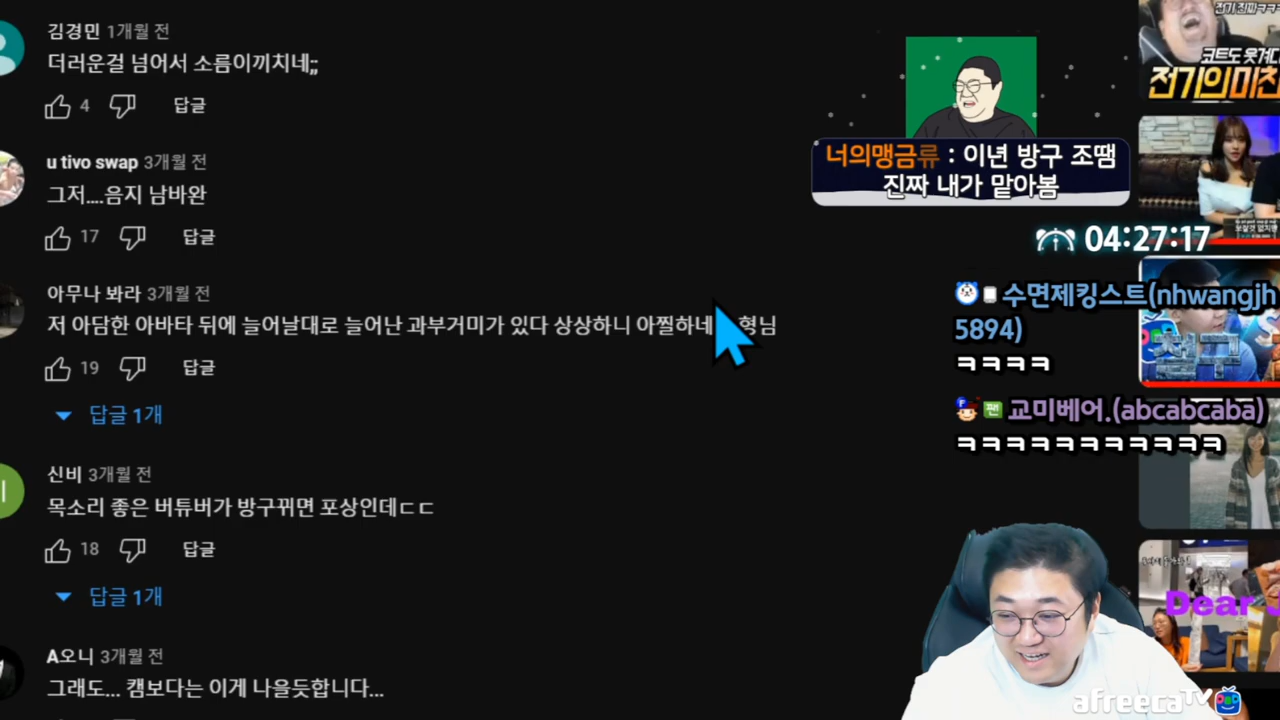 김경민 1개월 전
더러운걸 넘어서 소름이끼치네;;
4 답글
u tivo swap 3개월 전
그저....음지 남바완
17 답글
아무나 봐라 3개월 전
저 아담한 아바타 뒤에 늘어날대로 늘어난 과부거미가 있다 상상하니 아찔하네 형님
19 답글
답글 1개
신비 3개월 전
목소리 좋은 버튜버가 방구뀌면 포상인데ㄷㄷ
18 답글
답글 1개
A오니 3개월 전
그래도... 캠보다는 이게 나을듯합니다...
너의맹금류 : 이년 방구 조땜
진짜 내가 맡아봄
04:27:17
수면제킹스트(nhwangjh
5894)
ㅋㅋㅋㅋ
팬 교미베어.(abcabcaba)
ㅋㅋㅋㅋㅋㅋㅋㅋㅋㅋㅋ
코트도 웃겨
전기의미친
Dear
afreecaTV